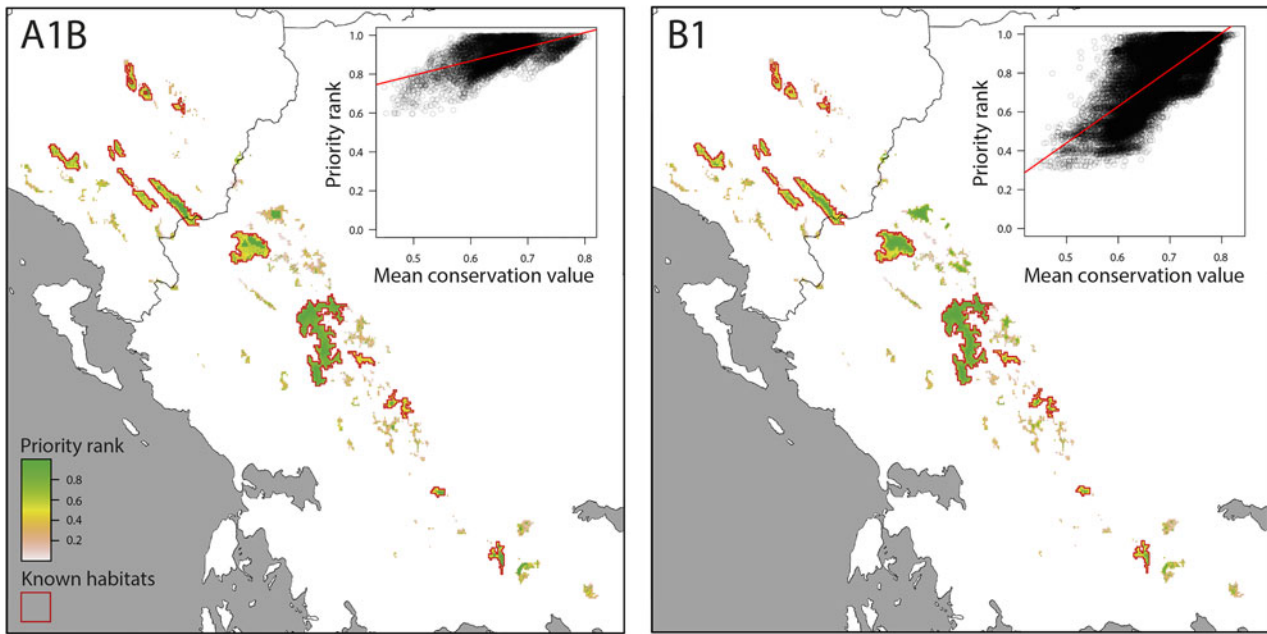 A1B
1.0
0.8
0.6
0.4
0.2
0.0
Priority rank
0.5 0.6 0.7 0.8
Mean conservation value
Priority rank
0.8
0.6
0.4
0.2
Known habitats
B1
1.0
0.8
0.6
0.4
0.2
0.0
Priority rank
0.5 0.6 0.7 0.8
Mean conservation value